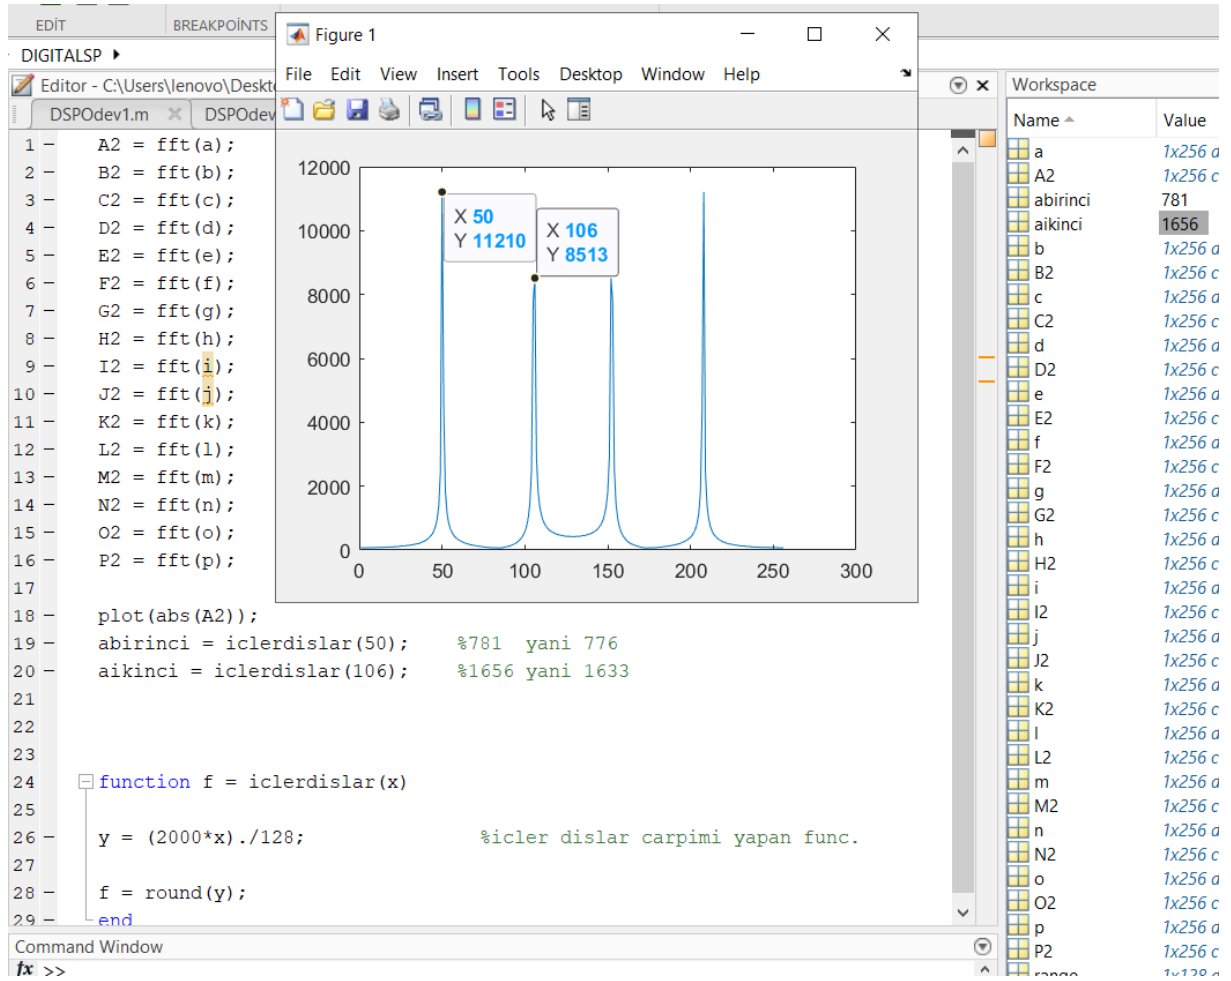 EDİT
BREAKPOİNTS
DIGITALSP
Editor - C:\Users\lenovo\Deskto
DSPOdev1.m
DSPOdev
Figure 1
File Edit View Insert Tools Desktop Window Help
12000
10000
8000
6000
4000
2000
0
0 50 100 150 200 250 300
X 50
Y 11210
X 106
Y 8513
1 A2 = fft(a);
2 B2 = fft(b);
3 C2 = fft(c);
4 D2 = fft(d);
5 E2 = fft(e);
6 F2 = fft(f);
7 G2 = fft(g);
8 H2 = fft(h);
9 I2 = fft(i);
10 J2 = fft(j);
11 K2 = fft(k);
12 L2 = fft(l);
13 M2 = fft(m);
14 N2 = fft(n);
15 O2 = fft(o);
16 P2 = fft(p);
17
18 plot(abs(A2));
19 abirinci = iclerdislar(50); %781 yani 776
20 aikinci = iclerdislar(106); %1656 yani 1633
21
22
23
24 function f = iclerdislar(x)
25
26 y = (2000*x)./128; %icler dislar carpimi yapan func.
27
28 f = round(y);
29 end
Command Window
fx >>
Workspace
Name Value
a 1x256 d
A2 1x256 c
abirinci 781
aikinci 1656
b 1x256 d
B2 1x256 c
c 1x256 d
C2 1x256 c
d 1x256 d
D2 1x256 c
e 1x256 d
E2 1x256 c
f 1x256 d
F2 1x256 c
g 1x256 d
G2 1x256 c
h 1x256 d
H2 1x256 c
i 1x256 d
I2 1x256 c
j 1x256 d
J2 1x256 c
k 1x256 d
K2 1x256 c
l 1x256 d
L2 1x256 c
m 1x256 d
M2 1x256 c
n 1x256 d
N2 1x256 c
o 1x256 d
O2 1x256 c
p 1x256 d
P2 1x256 c
range 1x128 d